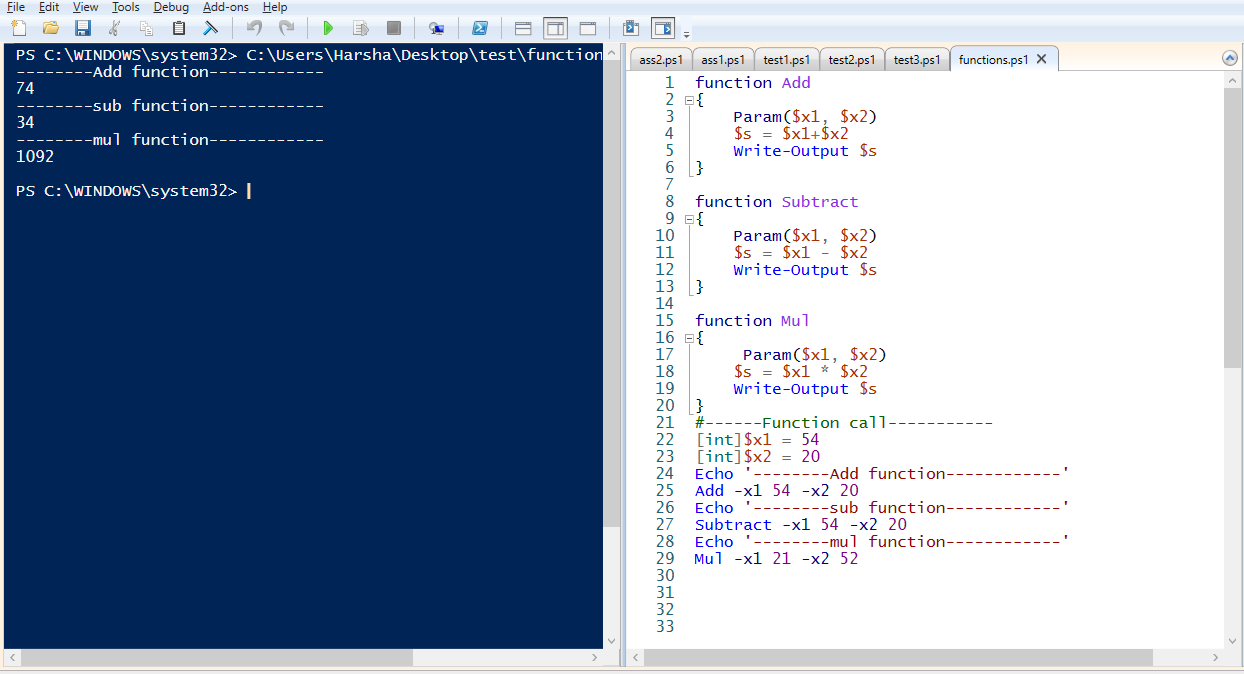 File Edit View Tools Debug Add-ons Help
PS C:\WINDOWS\system32> C:\Users\Harsha\Desktop\test\function
--------Add function------------
74
--------sub function------------
34
--------mul function------------
1092
PS C:\WINDOWS\system32>
ass2.ps1 ass1.ps1 test1.ps1 test2.ps1 test3.ps1 functions.ps1
1 function Add
2 {
3 Param($x1, $x2)
4 $s = $x1+$x2
5 Write-Output $s
6 }
7
8 function Subtract
9 {
10 Param($x1, $x2)
11 $s = $x1 - $x2
12 Write-Output $s
13 }
14
15 function Mul
16 {
17 Param($x1, $x2)
18 $s = $x1 * $x2
19 Write-Output $s
20 }
21 #------Function call-----------
22 [int]$x1 = 54
23 [int]$x2 = 20
24 Echo '--------Add function------------'
25 Add -x1 54 -x2 20
26 Echo '--------sub function------------'
27 Subtract -x1 54 -x2 20
28 Echo '--------mul function------------'
29 Mul -x1 21 -x2 52
30
31
32
33